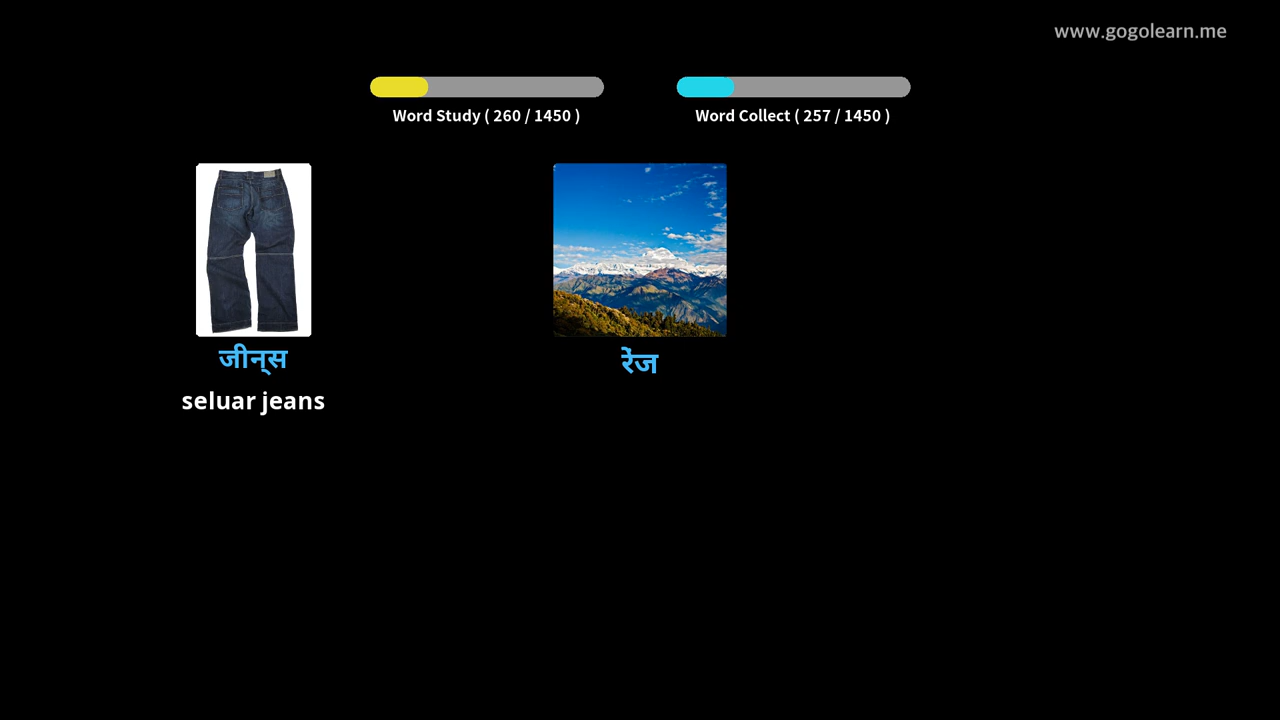 www.gogolearn.me
Word Study ( 260 / 1450 )
Word Collect ( 257 / 1450 )
जीन्स
रेंज
seluar jeans